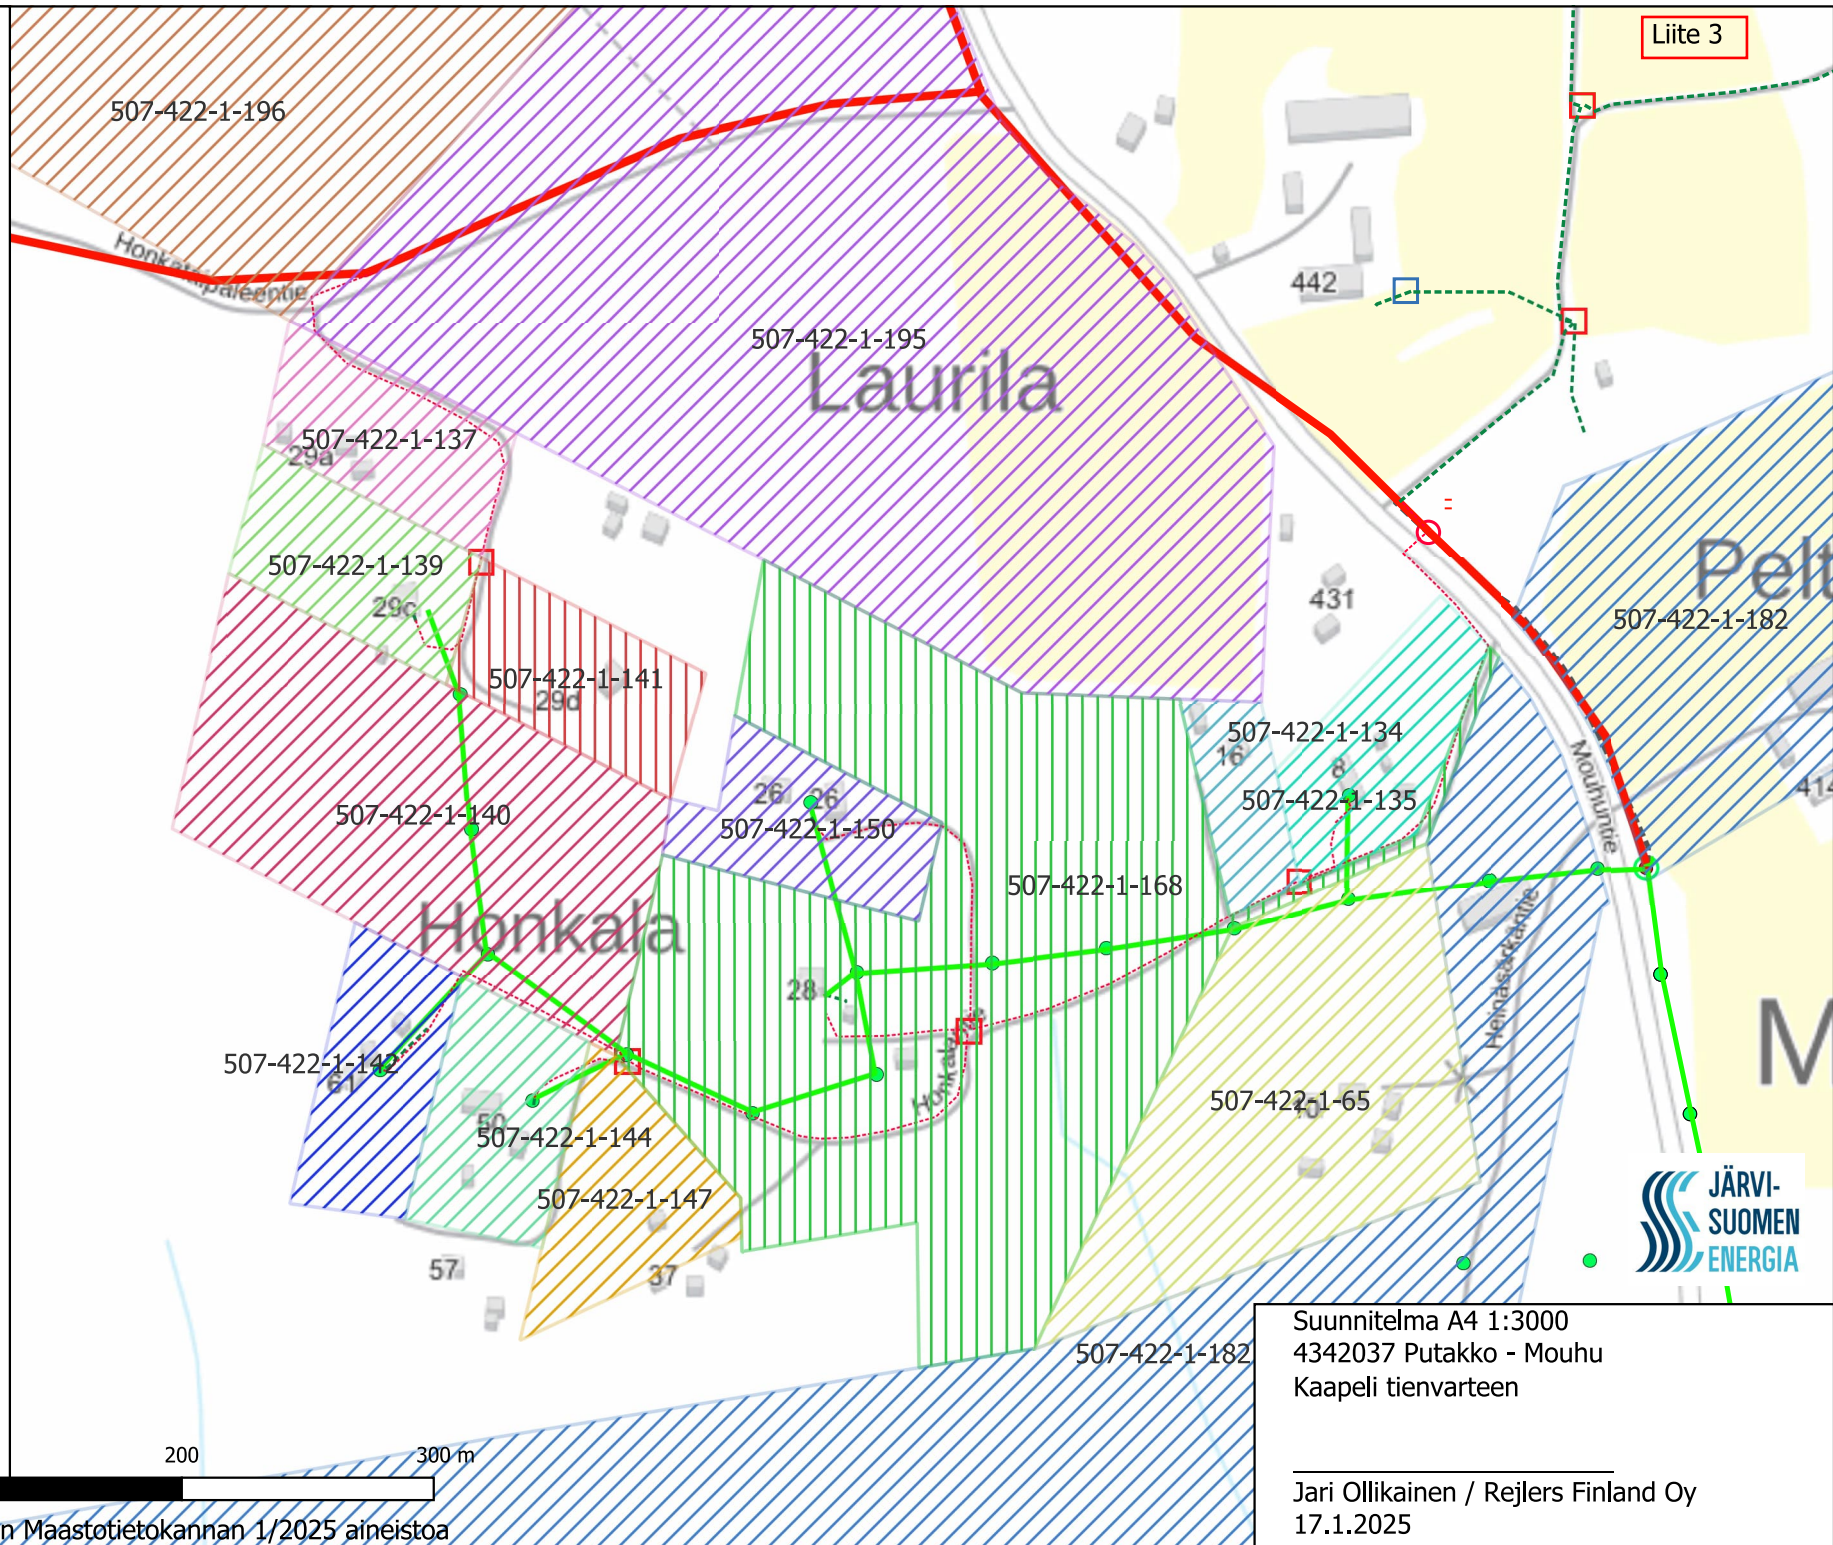 Liite 3
507-422-1-196
Honkataipaleentie
442
507-422-1-195
Laurila
507-422-1-137
29a
507-422-1-139
29c
431
Pelt
507-422-1-182
507-422-1-141
29d
507-422-1-134
16
8
Mouhuntie
414
26 26
507-422-1-135
507-422-1-140
507-422-1-150
507-422-1-168
Honkala
Heinäsärkäntie
28
M
507-422-1-142
61
507-422-1-65
10
50
507-422-1-144
507-422-1-147
57
37
JÄRVI-
SUOMEN
ENERGIA
507-422-1-182
Suunnitelma A4 1:3000
4342037 Putakko - Mouhu
Kaapeli tienvarteen
200
300 m
Jari Ollikainen / Rejlers Finland Oy
17.1.2025
n Maastotietokannan 1/2025 aineistoa